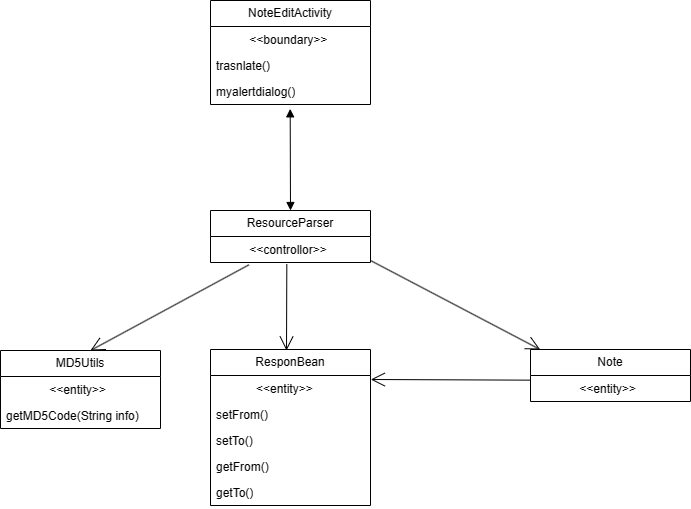 NoteEditActivity
<<boundary>>
trasnlate()
myalertdialog()
ResourceParser
<<controllor>>
MD5Utils
<<entity>>
getMD5Code(String info)
ResponBean
<<entity>>
setFrom()
setTo()
getFrom()
getTo()
Note
<<entity>>